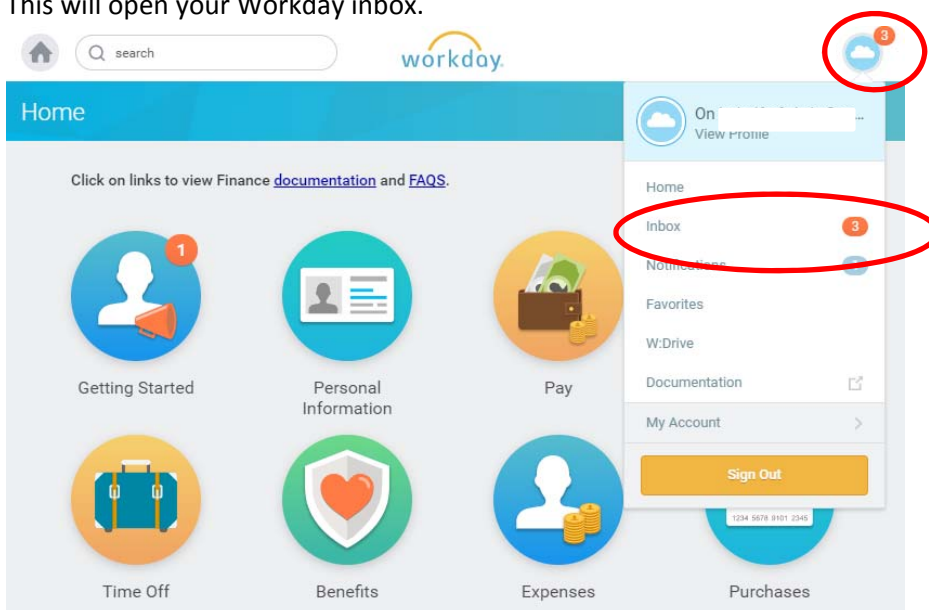 This will open your Workday inbox.
search
workday.
3
Home
On ...
View Profile
Click on links to view Finance documentation and FAQS.
Home
Inbox 3
Notifications
Favorites
W:Drive
Documentation
My Account
Sign Out
1
Getting Started
Personal
Information
Pay
1234 5678 9101 2345
Time Off
Benefits
Expenses
Purchases